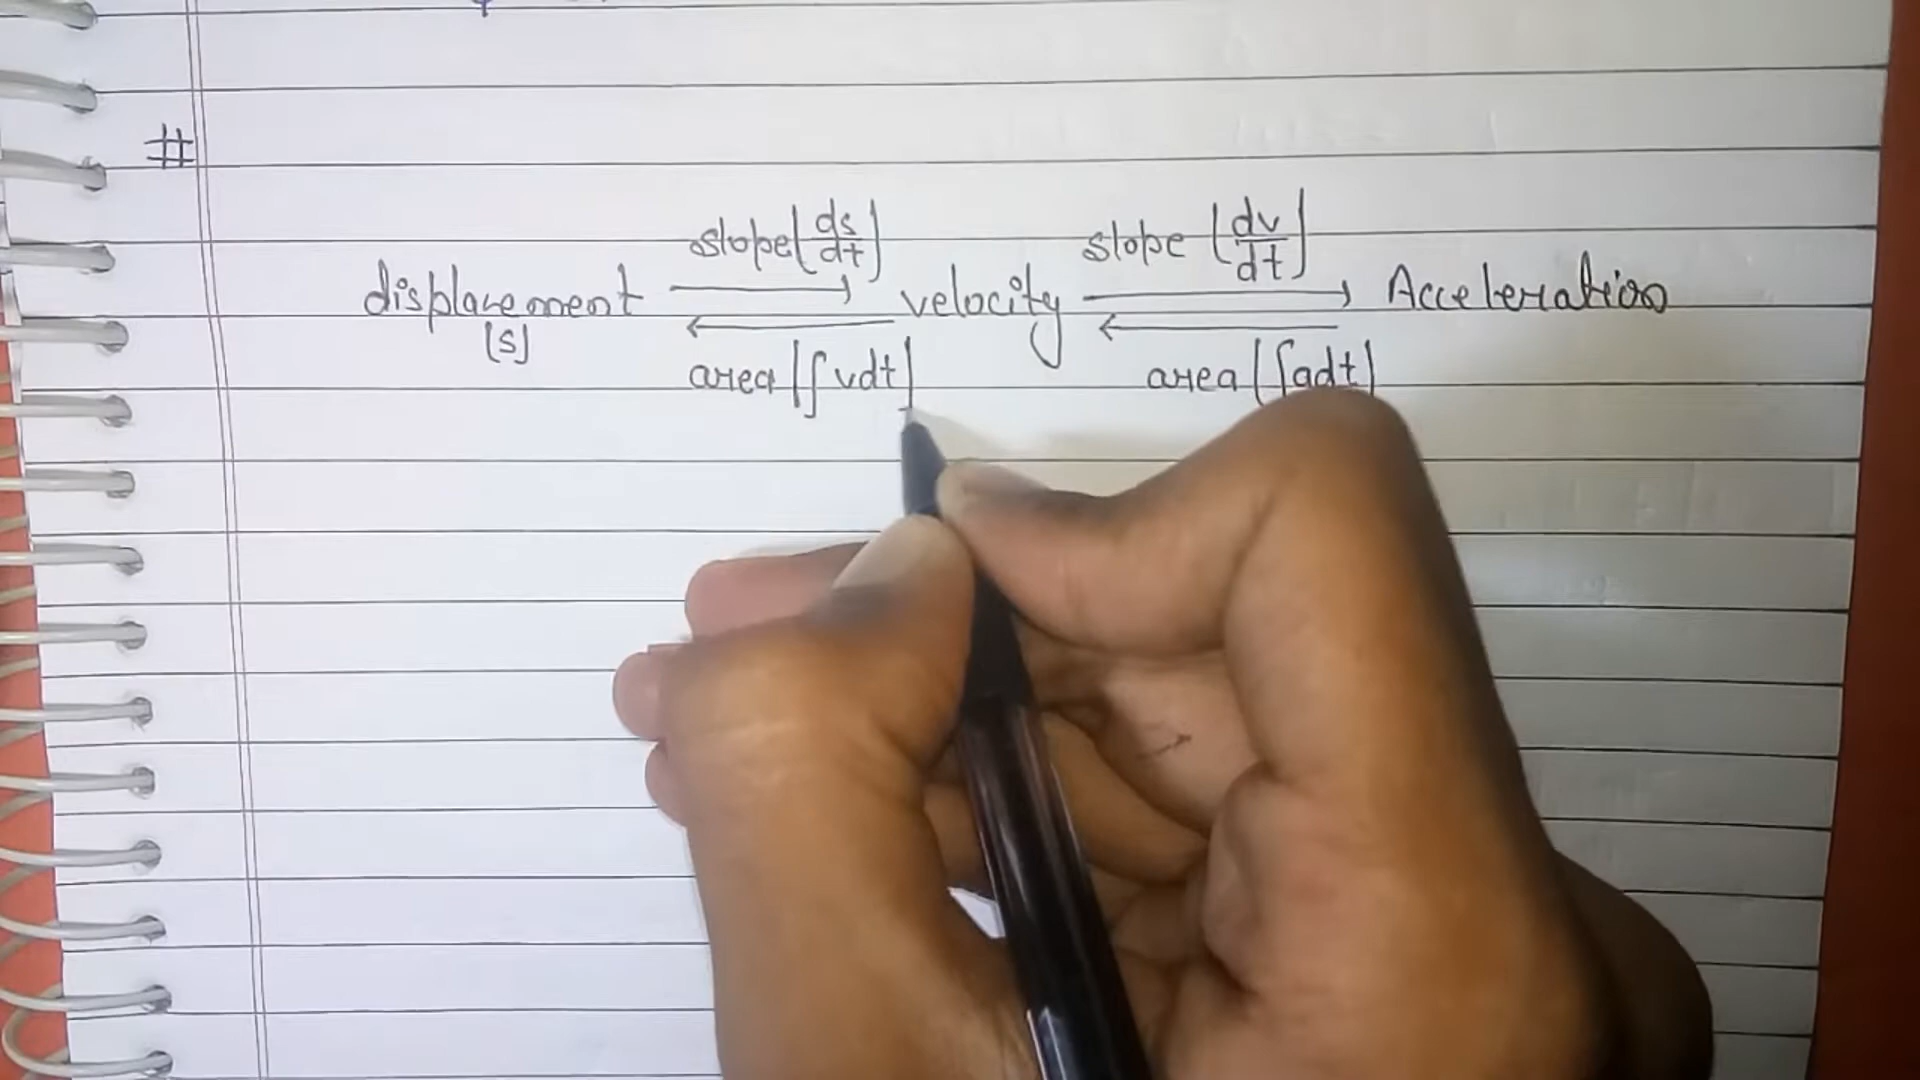 #
slope(ds/dt) slope (dv/dt)
displacement velocity Acceleration
(s)
area (∫vdt) area (∫adt)